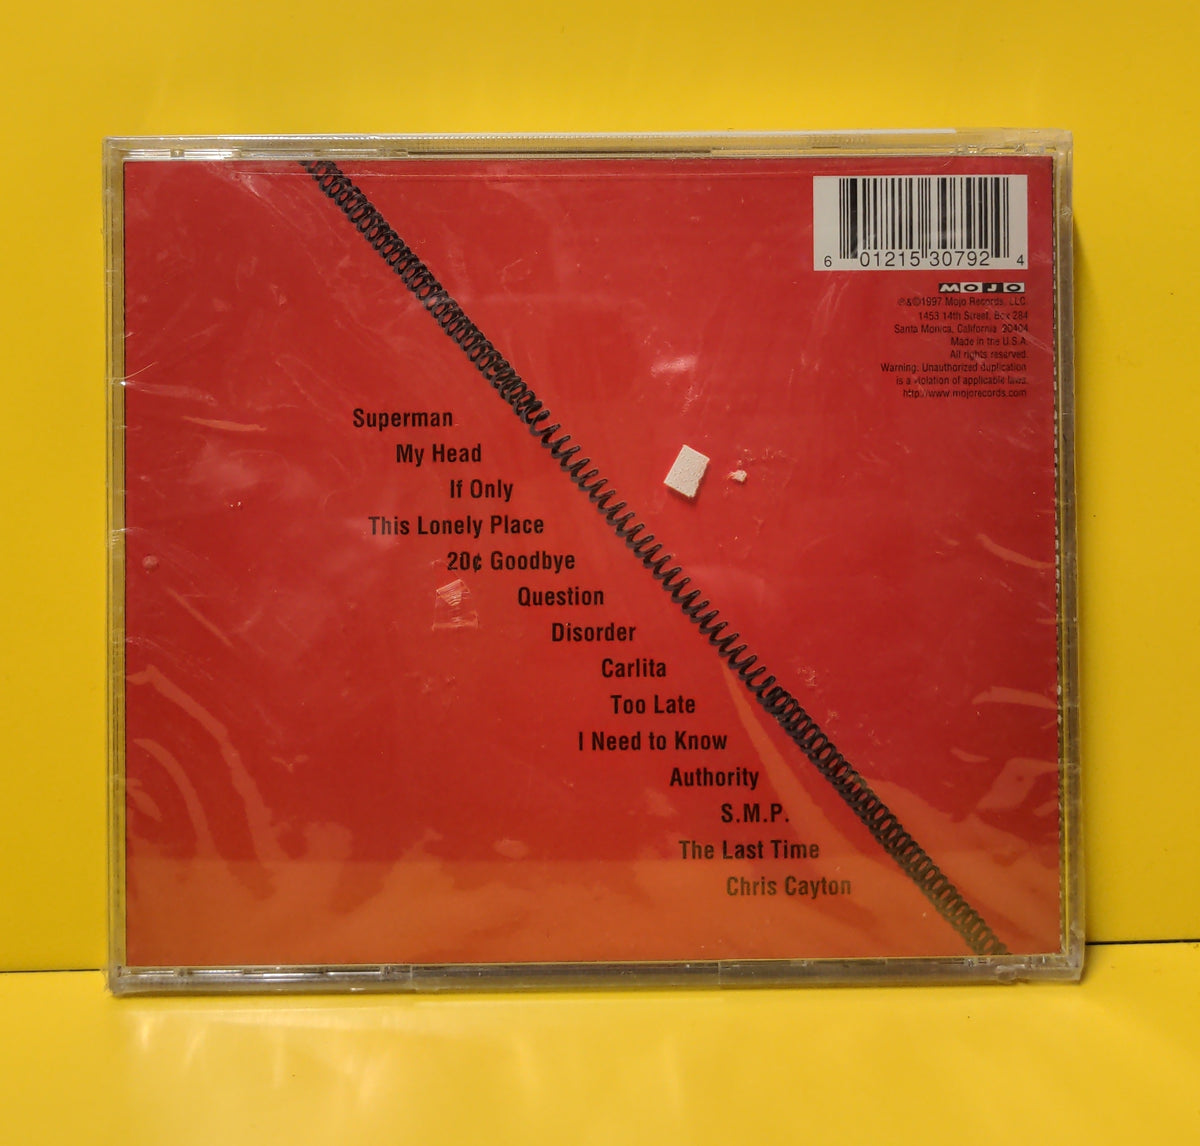 6 01215 30792 4
MOJO
℗&©1997 Mojo Records, LLC.
1453 14th Street, Box 284
Santa Monica, California 90404
Made in the U.S.A.
All rights reserved.
Warning: Unauthorized duplication
is a violation of applicable laws.
http://www.mojorecords.com
Superman
My Head
If Only
This Lonely Place
20¢ Goodbye
Question
Disorder
Carlita
Too Late
I Need to Know
Authority
S.M.P.
The Last Time
Chris Cayton